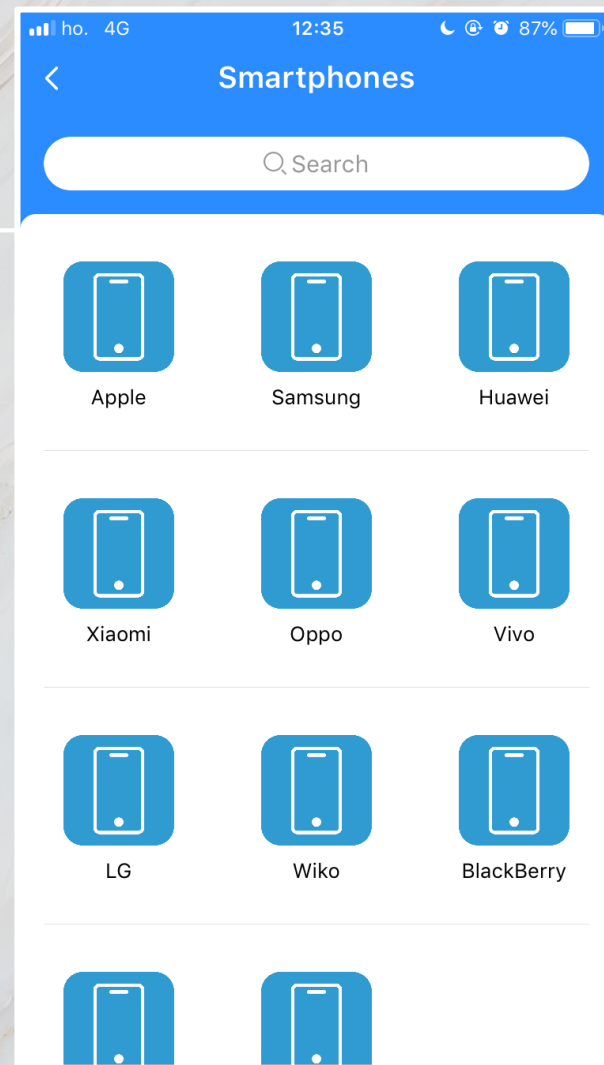 ho. 4G 12:35 87%
Smartphones
Search
Apple Samsung Huawei
Xiaomi Oppo Vivo
LG Wiko BlackBerry